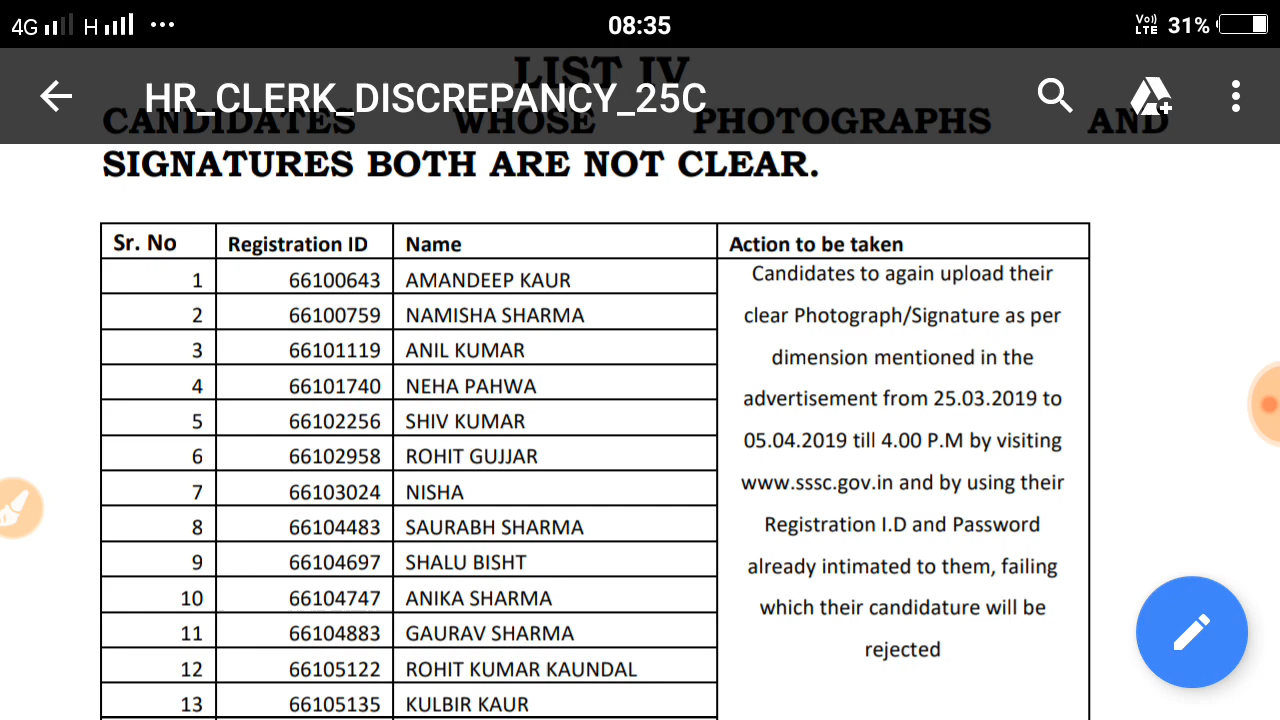 4G H 08:35 Vo)) LTE 31%
LIST IV
HR_CLERK_DISCREPANCY_25C
CANDIDATES WHOSE PHOTOGRAPHS AND
SIGNATURES BOTH ARE NOT CLEAR.
Sr. No Registration ID Name Action to be taken
1 66100643 AMANDEEP KAUR
2 66100759 NAMISHA SHARMA
3 66101119 ANIL KUMAR
4 66101740 NEHA PAHWA
5 66102256 SHIV KUMAR
6 66102958 ROHIT GUJJAR
7 66103024 NISHA
8 66104483 SAURABH SHARMA
9 66104697 SHALU BISHT
10 66104747 ANIKA SHARMA
11 66104883 GAURAV SHARMA
12 66105122 ROHIT KUMAR KAUNDAL
13 66105135 KULBIR KAUR
Candidates to again upload their
clear Photograph/Signature as per
dimension mentioned in the
advertisement from 25.03.2019 to
05.04.2019 till 4.00 P.M by visiting
www.sssc.gov.in and by using their
Registration I.D and Password
already intimated to them, failing
which their candidature will be
rejected